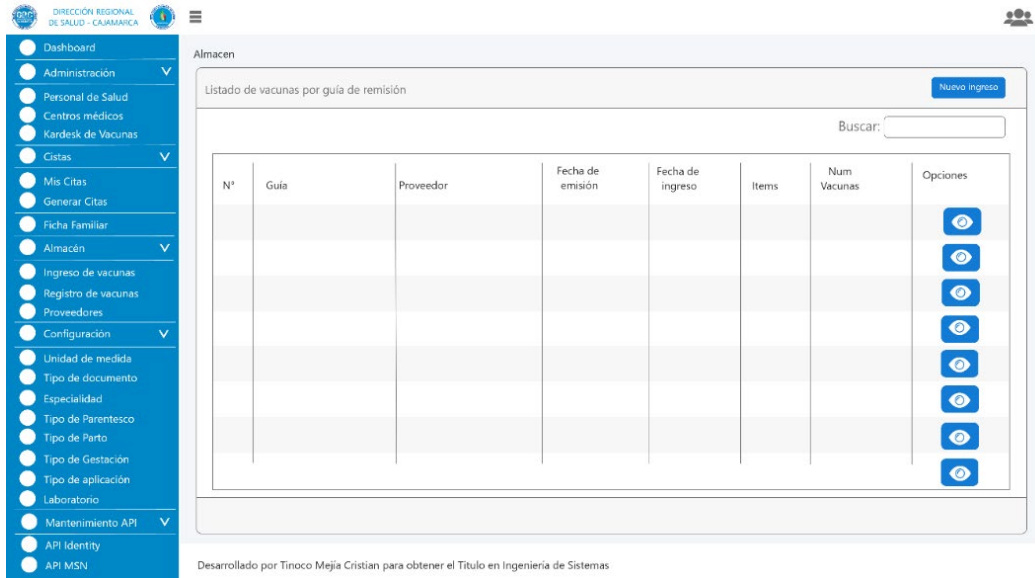 DIRECCIÓN REGIONAL
DE SALUD - CAJAMARCA
Dashboard
Administración
Personal de Salud
Centros médicos
Kardesk de Vacunas
Cistas
Mis Citas
Generar Citas
Ficha Familiar
Almacén
Ingreso de vacunas
Registro de vacunas
Proveedores
Configuración
Unidad de medida
Tipo de documento
Especialidad
Tipo de Parentesco
Tipo de Parto
Tipo de Gestación
Tipo de aplicación
Laboratorio
Mantenimiento API
API Identity
API MSN
Almacen
Listado de vacunas por guía de remisión
Nuevo ingreso
Buscar:
N°
Guía
Proveedor
Fecha de
emisión
Fecha de
ingreso
Items
Num
Vacunas
Opciones
Desarrollado por Tinoco Mejía Cristian para obtener el Titulo en Ingeniería de Sistemas